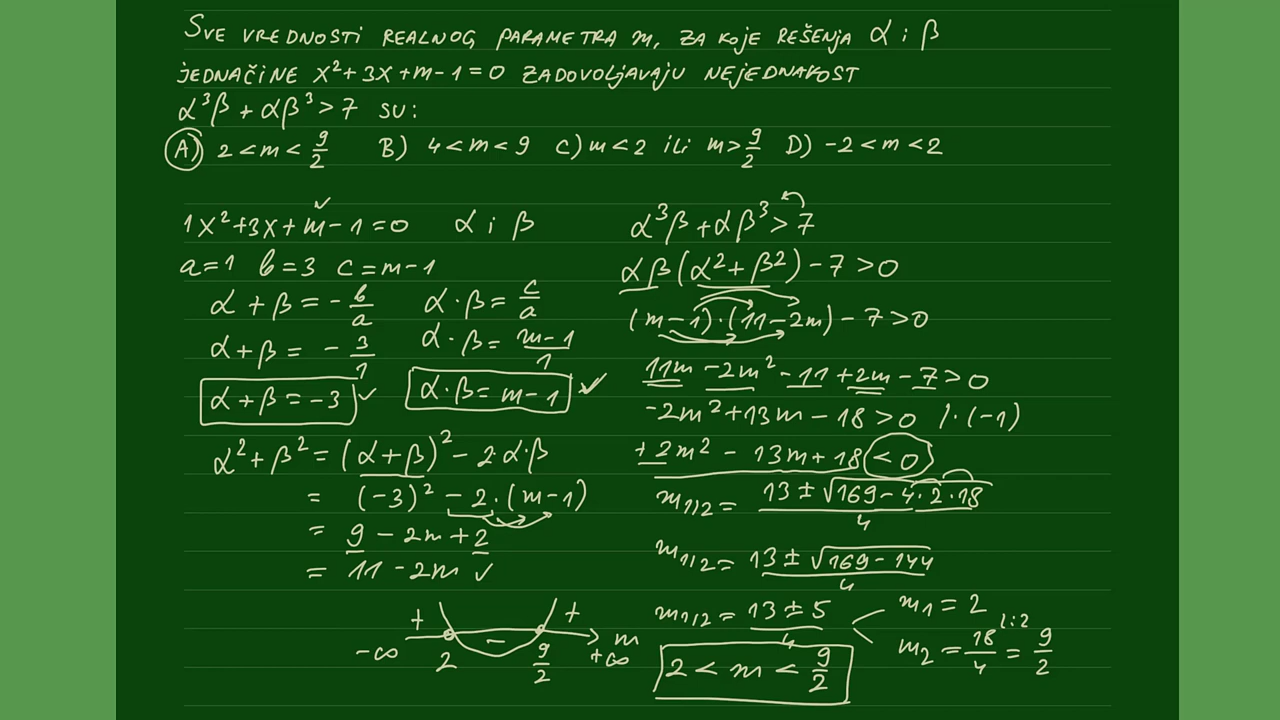 SVE VREDNOSTI REALNOG PARAMETRA m, ZA KOJE REŠENJA α i β
JEDNAČINE x²+3x+m-1=0 ZADOVOLJAVAJU NEJEDNAKOST
α³β + αβ³ > 7 SU:
A) 2 < m < 9/2 B) 4 < m < 9 C) m < 2 ili m > 9/2 D) -2 < m < 2
1x²+3x+m-1=0 α i β
a=1 b=3 c=m-1
α + β = - b/a α · β = c/a
α + β = - 3/1 α · β = m-1/1
α + β = -3 ✓ α · β = m-1 ✓
α² + β² = (α+β)² - 2·α·β
= (-3)² - 2·(m-1)
= 9 - 2m + 2
= 11 - 2m ✓
+ - + m
-∞ 2 9/2 +∞
α³β + αβ³ > 7
αβ(α² + β²) - 7 > 0
(m-1)·(11-2m) - 7 > 0
11m - 2m² - 11 + 2m - 7 > 0
-2m² + 13m - 18 > 0 /·(-1)
+2m² - 13m + 18 < 0
m1/2 = 13 ± √169-4·2·18 / 4
m1/2 = 13 ± √169-144 / 4
m1/2 = 13 ± 5 / 4
m1 = 2
m2 = 18/4 = 9/2 |:2
2 < m < 9/2